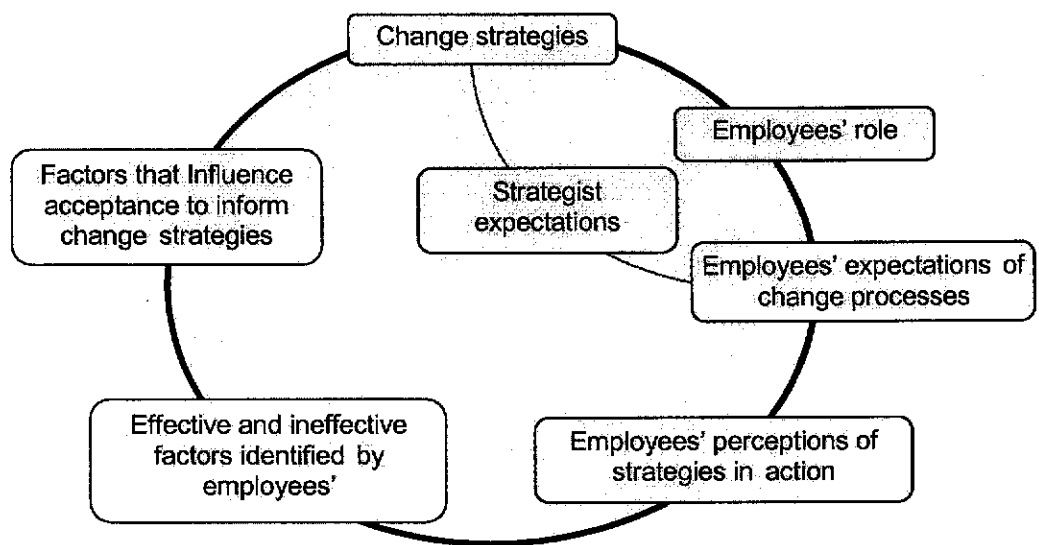 Change strategies
Employees' role
Factors that Influence
acceptance to inform
change strategies
Strategist
expectations
Employees' expectations of
change processes
Effective and ineffective
factors identified by
employees'
Employees' perceptions of
strategies in action